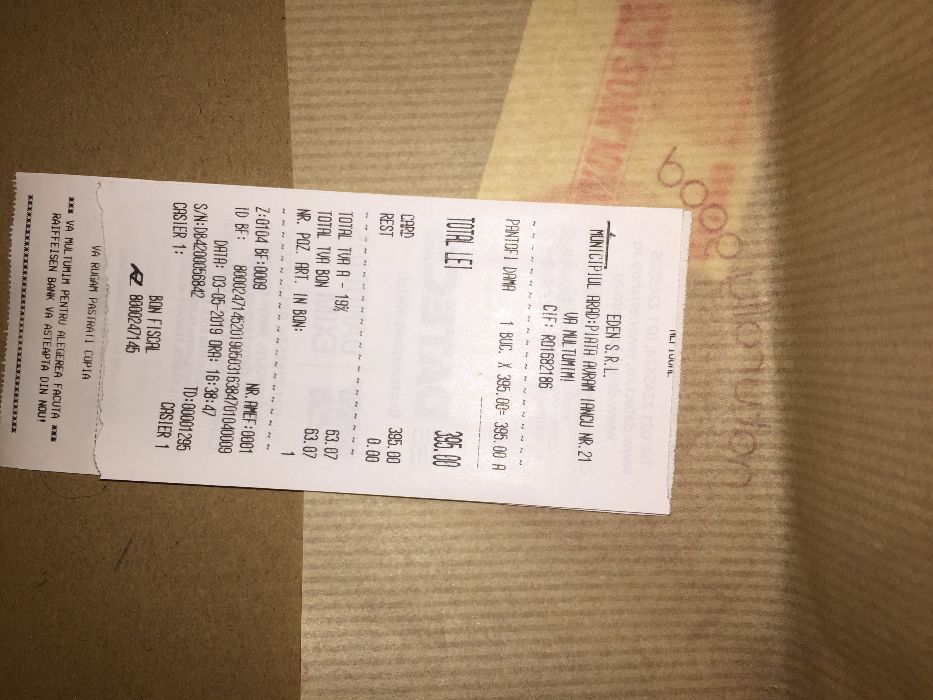 EDEN S.R.L.
MUNICIPIUL ARAD:PIATA AVRAM IANCU NR.21
VA MULTUMIM!
CIF: RO1682186
PANTOFI DAMA 1 BUC. X 395.00= 395.00 A
TOTAL LEI 395.00
CARD 395.00
REST 0.00
TOTAL TVA A - 19% 63.07
TOTAL TVA BON 63.07
NR. POZ. ART. IN BON: 1
Z:0104 BF:0009 NR.AMEF:0001
ID BF: 80002471452019050316384701040009
DATA: 03-05-2019 ORA: 16:38:47
S/N:DB4200056842 TD:00001295
CASIER 1: CASIER 1
BON FISCAL
8000247145
VA RUGAM PASTRATI COPIA
*** VA MULTUMIM PENTRU ALEGEREA FACUTA ***
RAIFFEISEN BANK VA ASTEAPTA DIN NOU!